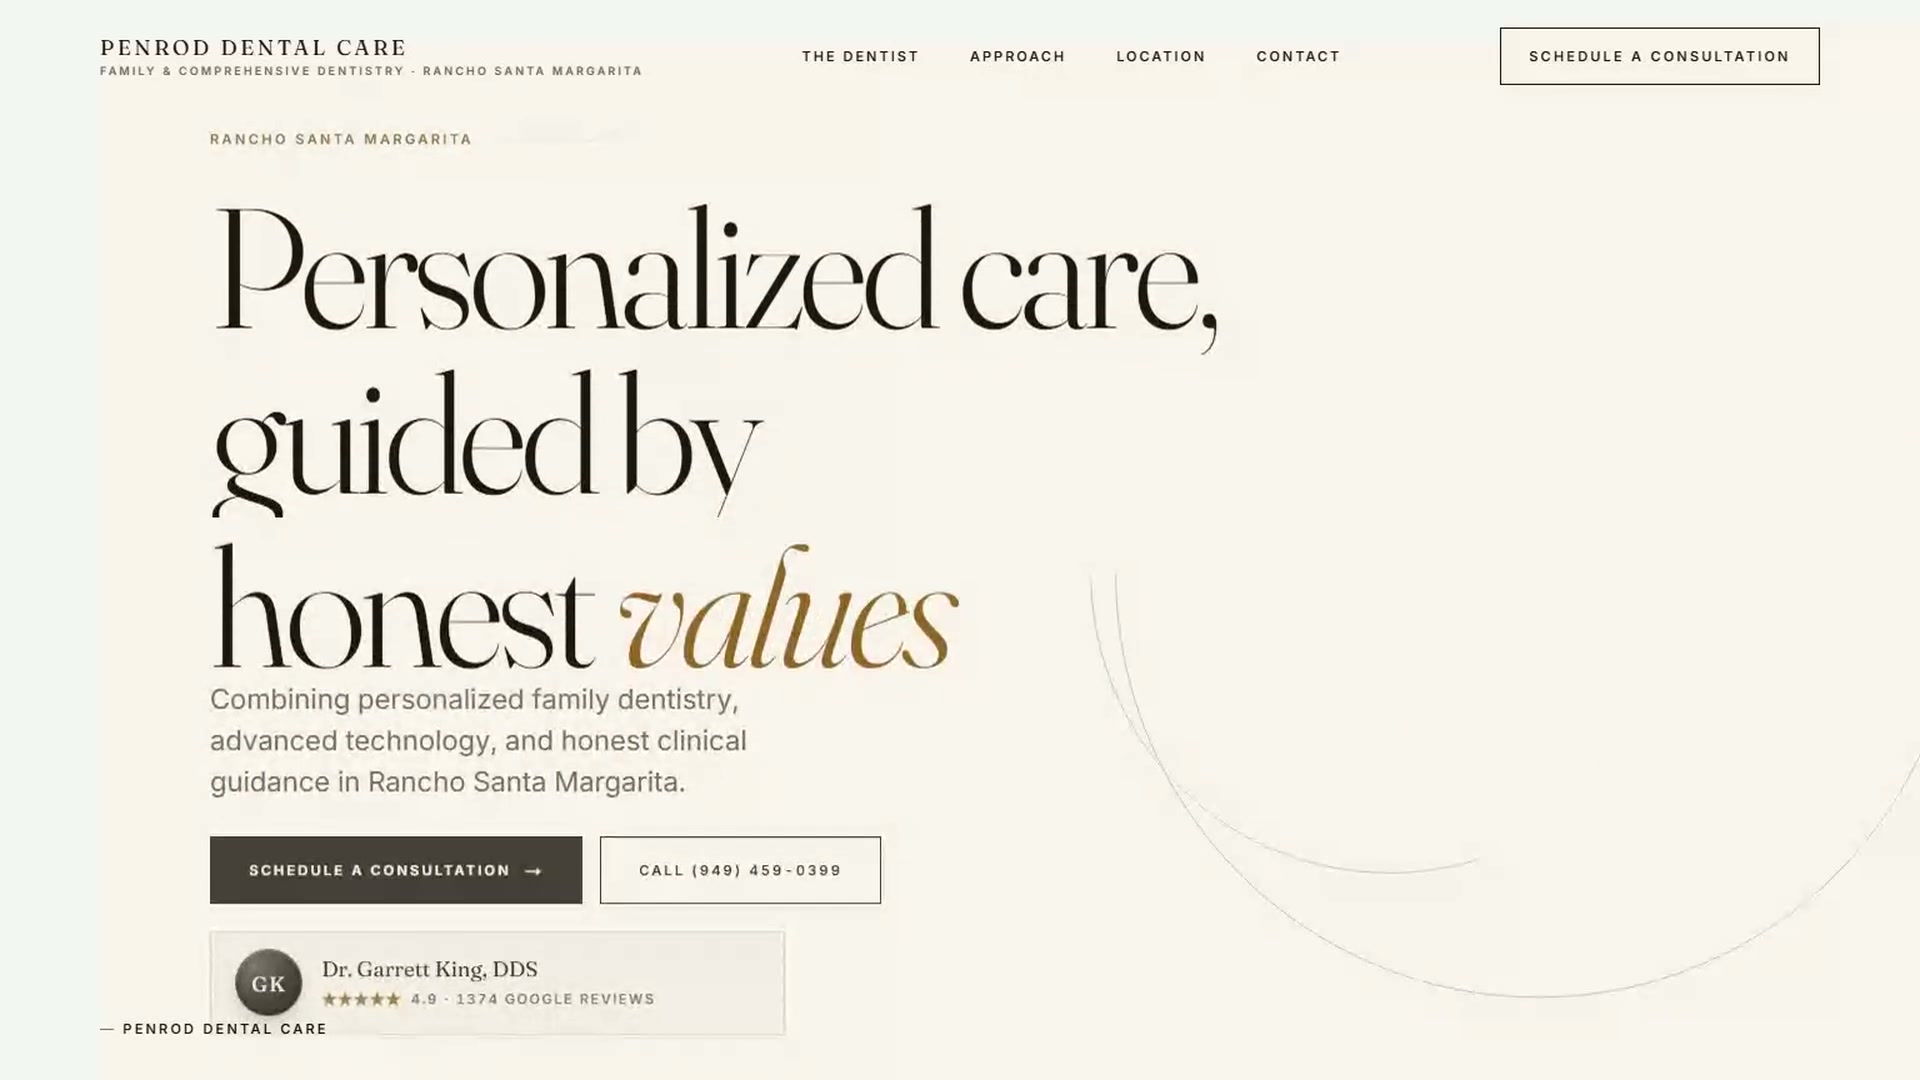 PENROD DENTAL CARE
FAMILY & COMPREHENSIVE DENTISTRY · RANCHO SANTA MARGARITA
THE DENTIST
APPROACH
LOCATION
CONTACT
SCHEDULE A CONSULTATION
RANCHO SANTA MARGARITA
Personalized care,
guided by
honest values
Combining personalized family dentistry,
advanced technology, and honest clinical
guidance in Rancho Santa Margarita.
SCHEDULE A CONSULTATION →
CALL (949) 459-0399
GK
Dr. Garrett King, DDS
★★★★★ 4.9 · 1374 GOOGLE REVIEWS
— PENROD DENTAL CARE